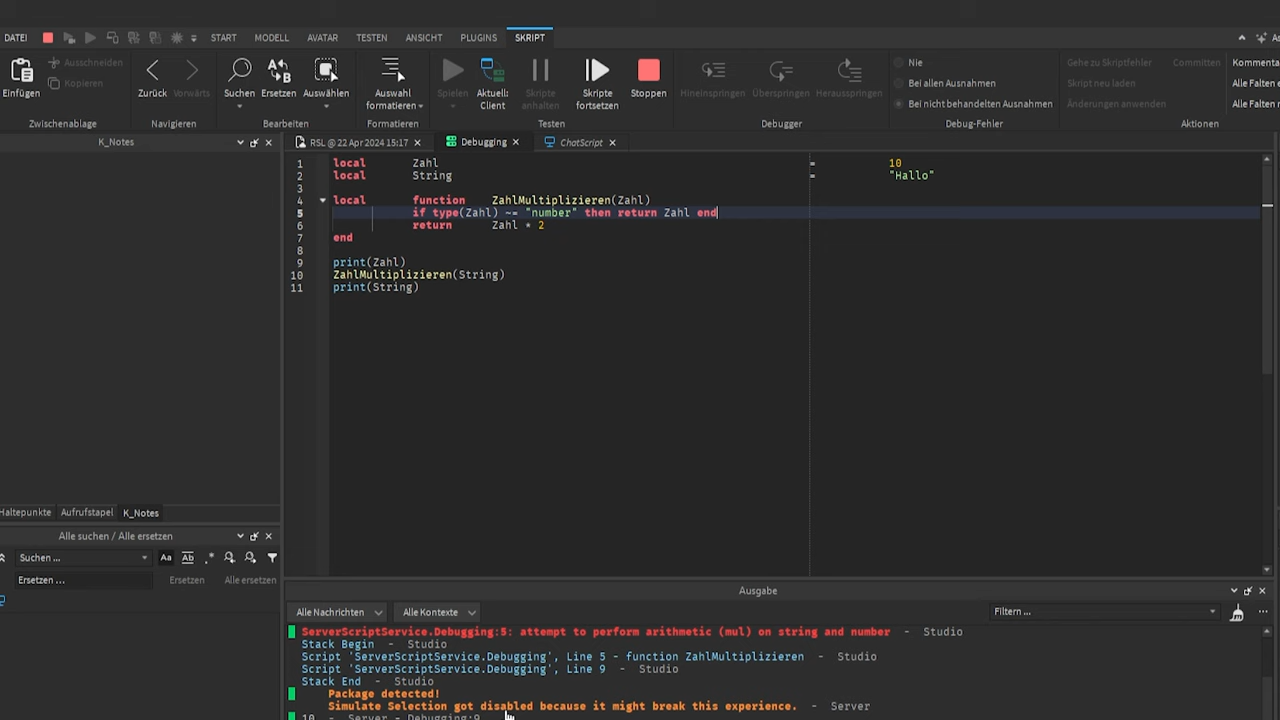 DATEI START MODELL AVATAR TESTEN ANSICHT PLUGINS SKRIPT
Einfügen Ausschneiden Kopieren Zurück Vorwärts Suchen Ersetzen Auswählen Auswahl formatieren Spielen Aktuell: Client Skripte anhalten Skripte fortsetzen Stoppen Hineinspringen Überspringen Herausspringen
Nie Gehe zu Skriptfehler Committen
Bei allen Ausnahmen Skript neu laden Alle Falten
Bei nicht behandelten Ausnahmen Änderungen anwenden Alle Falten
Zwischenablage Navigieren Bearbeiten Formatieren Testen Debugger Debug-Fehler Aktionen
K_Notes RSL @ 22 Apr 2024 15:17 Debugging ChatScript
1 local Zahl = 10
2 local String = "Hallo"
3
4 local function ZahlMultiplizieren(Zahl)
5 if type(Zahl) ~= "number" then return Zahl end
6 return Zahl * 2
7 end
8
9 print(Zahl)
10 ZahlMultiplizieren(String)
11 print(String)
Haltepunkte Aufrufstapel K_Notes
Alle suchen / Alle ersetzen
Suchen ... Aa Ab .*
Ersetzen ... Ersetzen Alle ersetzen
Ausgabe
Alle Nachrichten Alle Kontexte Filtern ...
ServerScriptService.Debugging:5: attempt to perform arithmetic (mul) on string and number - Studio
Stack Begin - Studio
Script 'ServerScriptService.Debugging', Line 5 - function ZahlMultiplizieren - Studio
Script 'ServerScriptService.Debugging', Line 9 - Studio
Stack End - Studio
Package detected!
Simulate Selection got disabled because it might break this experience. - Server
10 - Server - Debugging:9